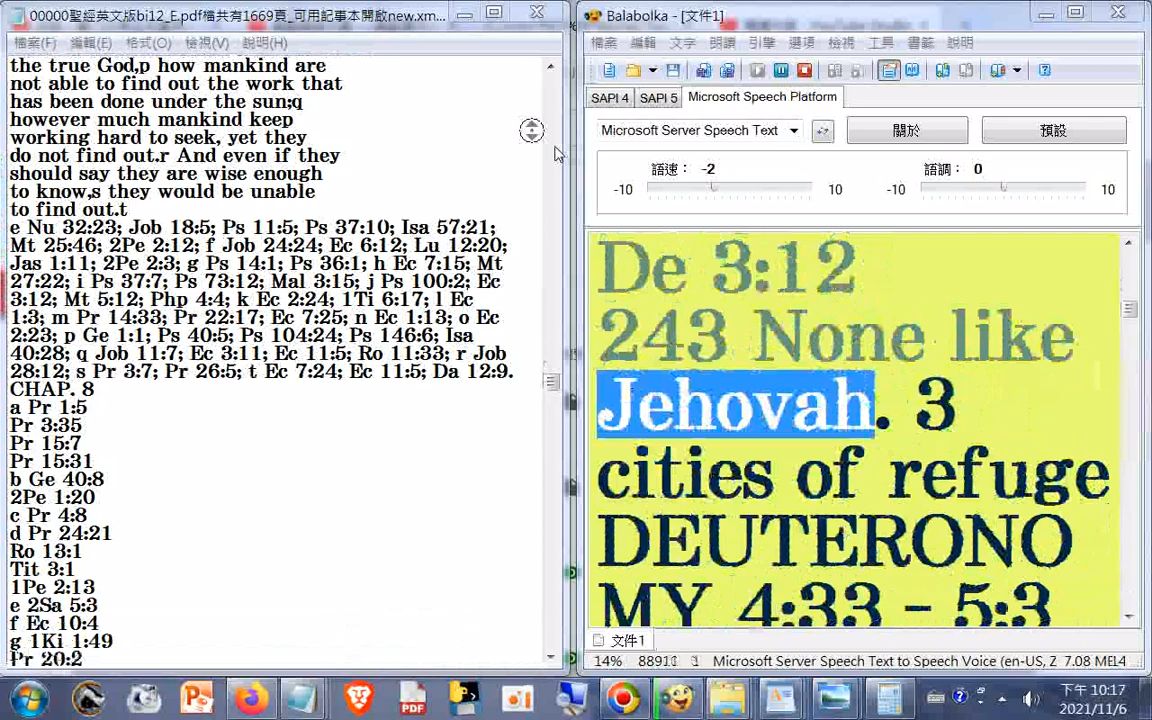 00000聖經英文版bi12_E.pdf檔共有1669頁_可用記事本開啟new.xm...
檔案(F) 編輯(E) 格式(O) 檢視(V) 說明(H)
the true God,p how mankind are
not able to find out the work that
has been done under the sun;q
however much mankind keep
working hard to seek, yet they
do not find out.r And even if they
should say they are wise enough
to know,s they would be unable
to find out.t
e Nu 32:23; Job 18:5; Ps 11:5; Ps 37:10; Isa 57:21;
Mt 25:46; 2Pe 2:12; f Job 24:24; Ec 6:12; Lu 12:20;
Jas 1:11; 2Pe 2:3; g Ps 14:1; Ps 36:1; h Ec 7:15; Mt
27:22; i Ps 37:7; Ps 73:12; Mal 3:15; j Ps 100:2; Ec
3:12; Mt 5:12; Php 4:4; k Ec 2:24; 1Ti 6:17; l Ec
1:3; m Pr 14:33; Pr 22:17; Ec 7:25; n Ec 1:13; o Ec
2:23; p Ge 1:1; Ps 40:5; Ps 104:24; Ps 146:6; Isa
40:28; q Job 11:7; Ec 3:11; Ec 11:5; Ro 11:33; r Job
28:12; s Pr 3:7; Pr 26:5; t Ec 7:24; Ec 11:5; Da 12:9.
CHAP. 8
a Pr 1:5
Pr 3:35
Pr 15:7
Pr 15:31
b Ge 40:8
2Pe 1:20
c Pr 4:8
d Pr 24:21
Ro 13:1
Tit 3:1
1Pe 2:13
e 2Sa 5:3
f Ec 10:4
g 1Ki 1:49
Pr 20:2
Balabolka - [文件1]
檔案 編輯 文字 朗讀 引擎 選項 檢視 工具 書籤 說明
SAPI 4 SAPI 5 Microsoft Speech Platform
Microsoft Server Speech Text 關於 預設
語速: -2 語調: 0
-10 10 -10 10
De 3:12
243 None like
Jehovah. 3
cities of refuge
DEUTERONO
MY 4:33 – 5:3
文件1
14% 88911 1 Microsoft Server Speech Text to Speech Voice (en-US, Z 7.08 ME14
PDF
下午 10:17
2021/11/6